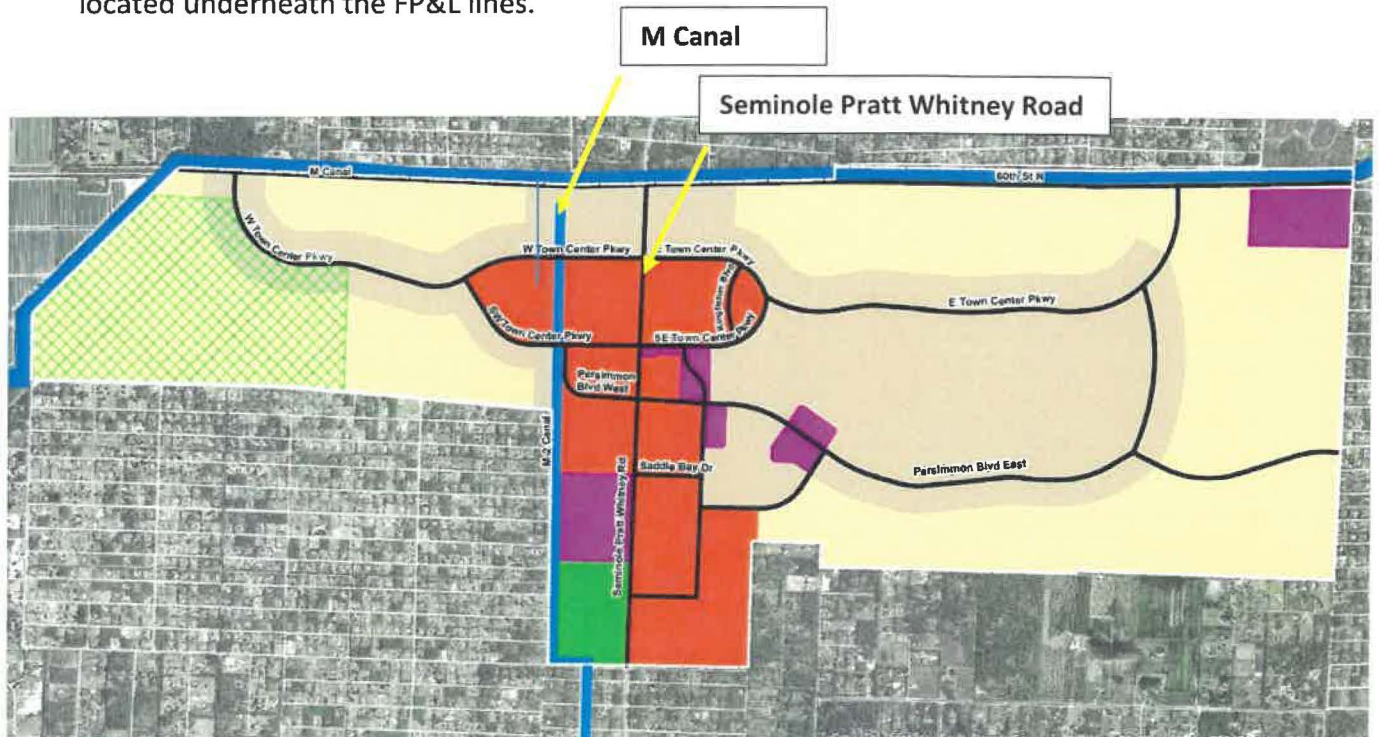 located underneath the FP&L lines.
M Canal
Seminole Pratt Whitney Road
M Canal
60th St N
W Town Center Pkwy
W Town Center Pkwy
E Town Center Pkwy
Kingfisher Blvd
E Town Center Pkwy
SW Town Center Pkwy
SE Town Center Pkwy
Persimmon
Blvd West
M-2 Canal
Saddle Bay Dr
Persimmon Blvd East
Seminole Pratt Whitney Rd